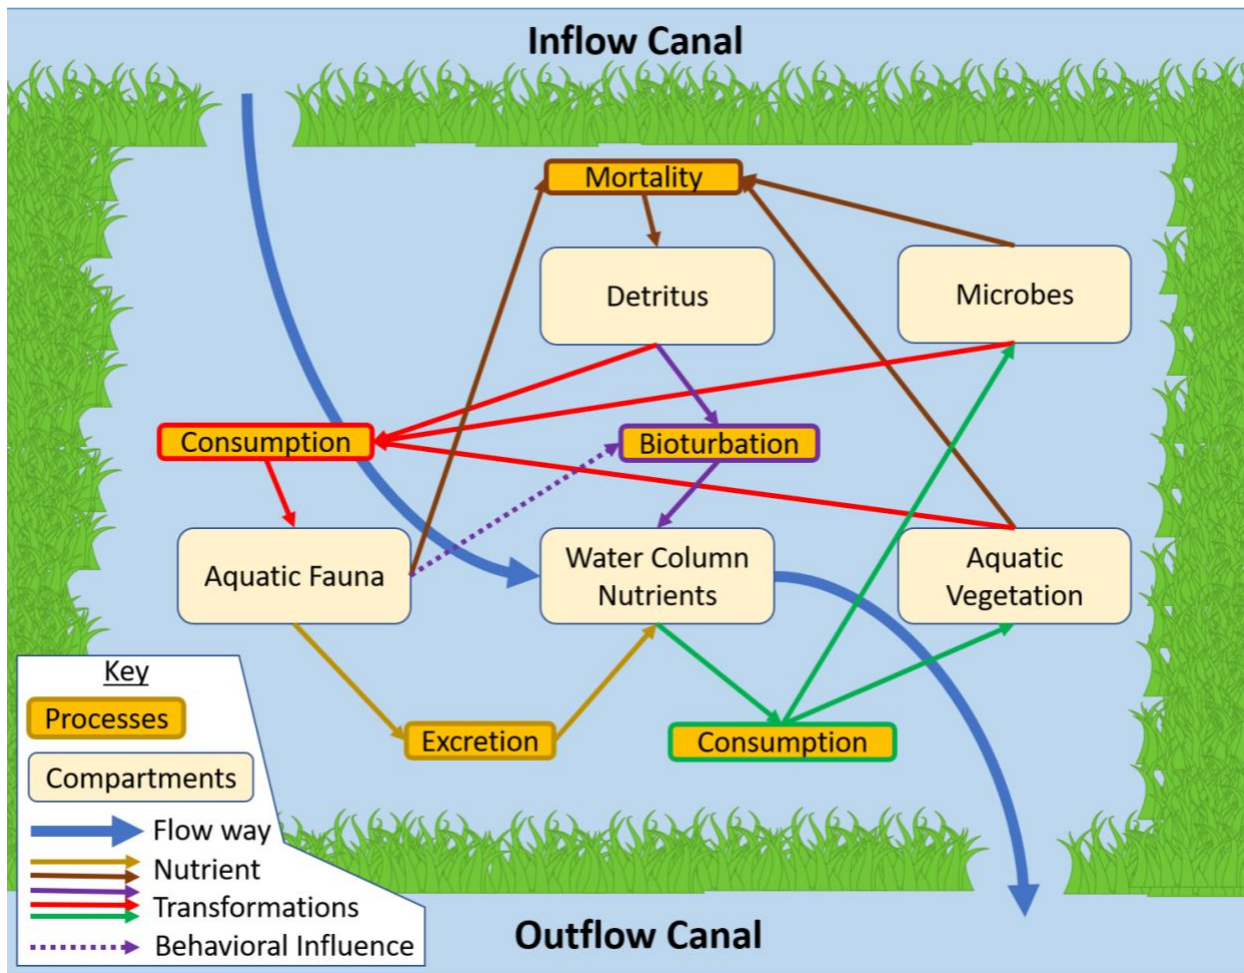 Inflow Canal
Mortality
Detritus
Microbes
Consumption
Bioturbation
Aquatic Fauna
Water Column
Nutrients
Aquatic
Vegetation
Excretion
Consumption
Key
Processes
Compartments
Flow way
Nutrient
Transformations
Behavioral Influence
Outflow Canal